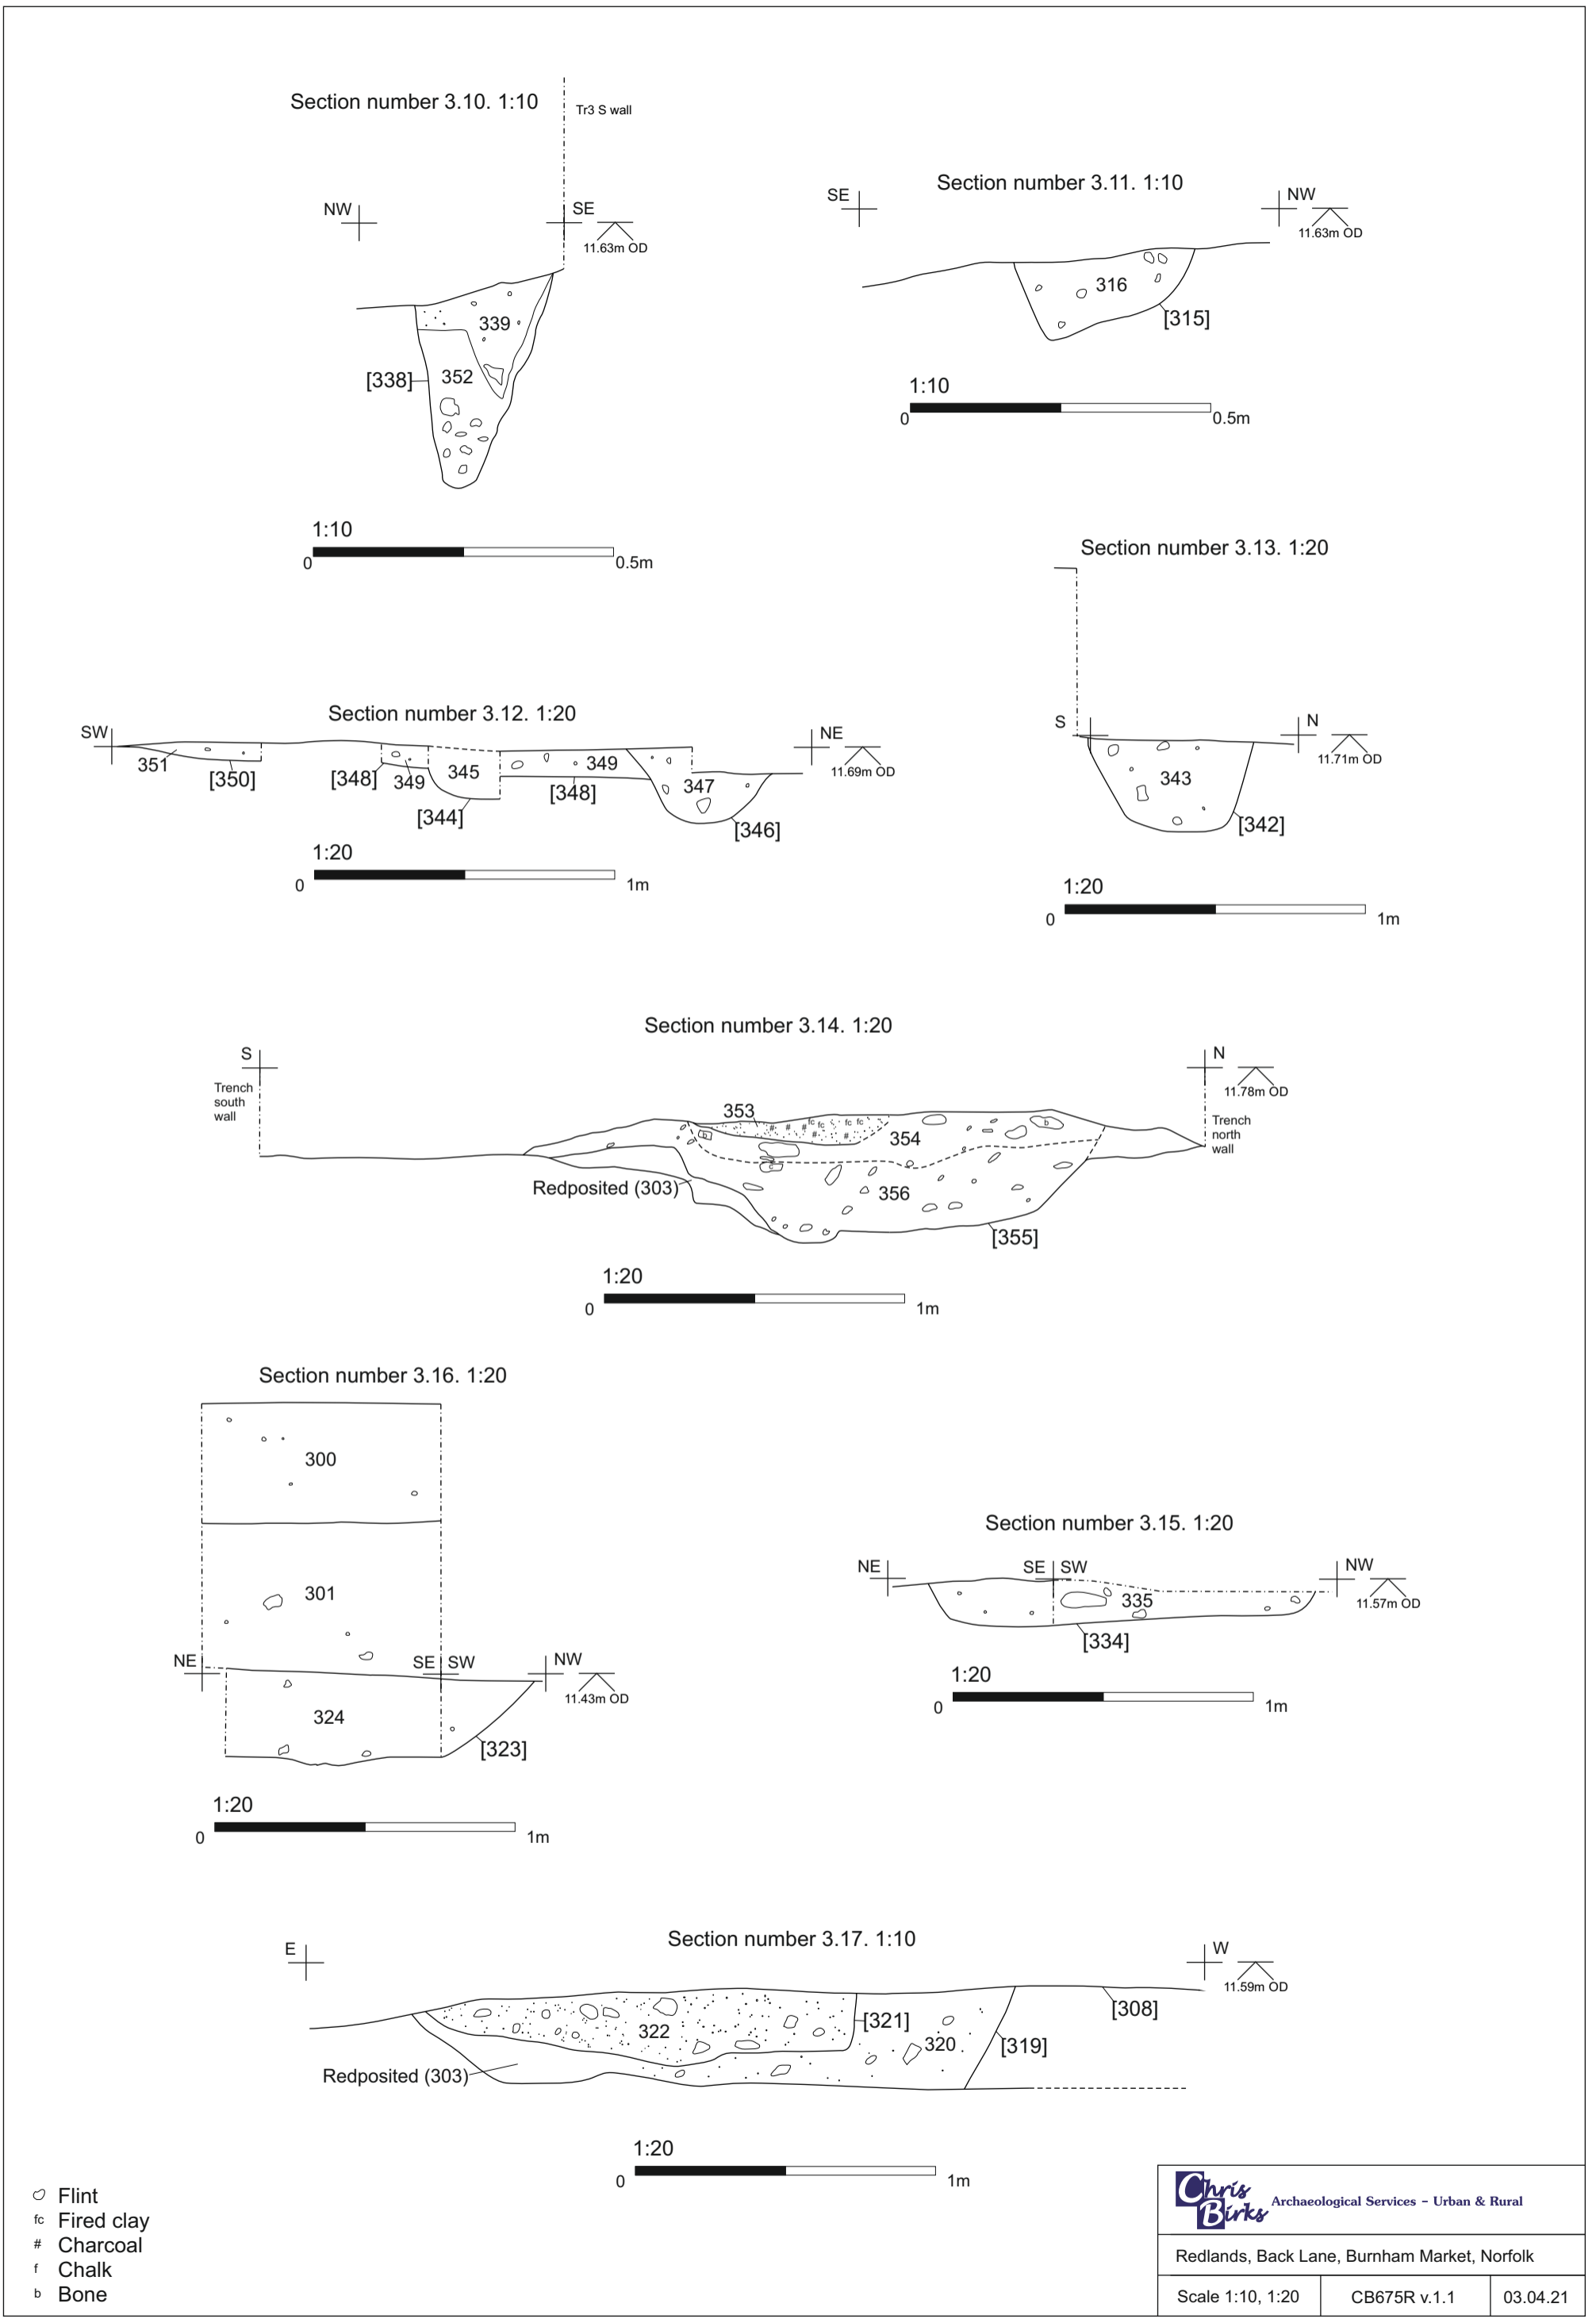 Section number 3.10. 1:10
Tr3 S wall
NW
SE
11.63m OD
339
352
[338]
1:10
0
0.5m
Section number 3.11. 1:10
SE
NW
11.63m OD
316
[315]
1:10
0
0.5m
Section number 3.12. 1:20
SW
NE
11.69m OD
351
[350]
[348]
349
345
[344]
349
[348]
347
[346]
1:20
0
1m
Section number 3.13. 1:20
S
N
11.71m OD
343
[342]
1:20
0
1m
Section number 3.14. 1:20
S
N
11.78m OD
Trench
south
wall
Trench
north
wall
353
# # # # #
fc fc fc fc
b
b
354
356
Redposited (303)
[355]
1:20
0
1m
Section number 3.16. 1:20
300
301
NE
SE
SW
NW
11.43m OD
324
[323]
1:20
0
1m
Section number 3.15. 1:20
NE
SE
SW
NW
11.57m OD
335
[334]
1:20
0
1m
Section number 3.17. 1:10
E
W
11.59m OD
[308]
322
[321]
320
[319]
Redposited (303)
1:20
0
1m
Flint
fc Fired clay
# Charcoal
f Chalk
b Bone
Chris
Birks
Archaeological Services - Urban & Rural
Redlands, Back Lane, Burnham Market, Norfolk
Scale 1:10, 1:20
CB675R v.1.1
03.04.21